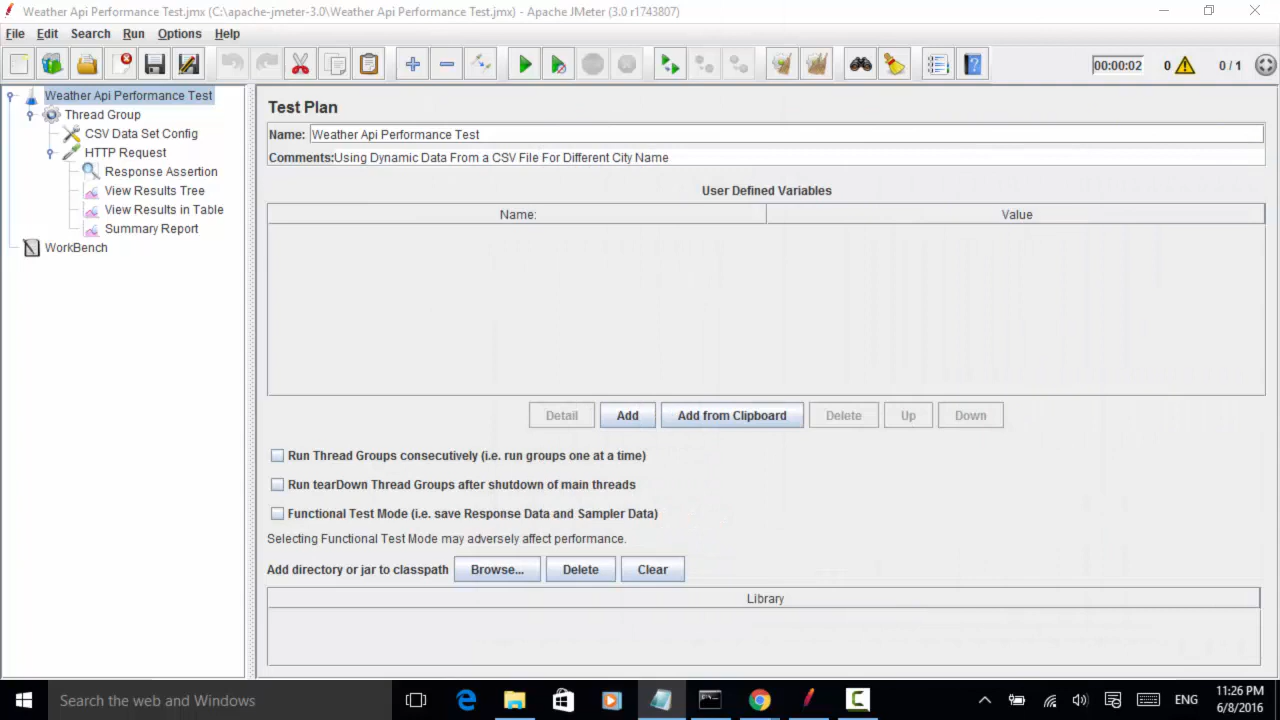 Weather Api Performance Test.jmx (C:\apache-jmeter-3.0\Weather Api Performance Test.jmx) - Apache JMeter (3.0 r1743807)
File Edit Search Run Options Help
00:00:02 0 0 / 1
Weather Api Performance Test
Thread Group
CSV Data Set Config
HTTP Request
Response Assertion
View Results Tree
View Results in Table
Summary Report
WorkBench
Test Plan
Name: Weather Api Performance Test
Comments:Using Dynamic Data From a CSV File For Different City Name
User Defined Variables
Name: Value
Detail Add Add from Clipboard Delete Up Down
Run Thread Groups consecutively (i.e. run groups one at a time)
Run tearDown Thread Groups after shutdown of main threads
Functional Test Mode (i.e. save Response Data and Sampler Data)
Selecting Functional Test Mode may adversely affect performance.
Add directory or jar to classpath Browse... Delete Clear
Library
Search the web and Windows
ENG
11:26 PM
6/8/2016